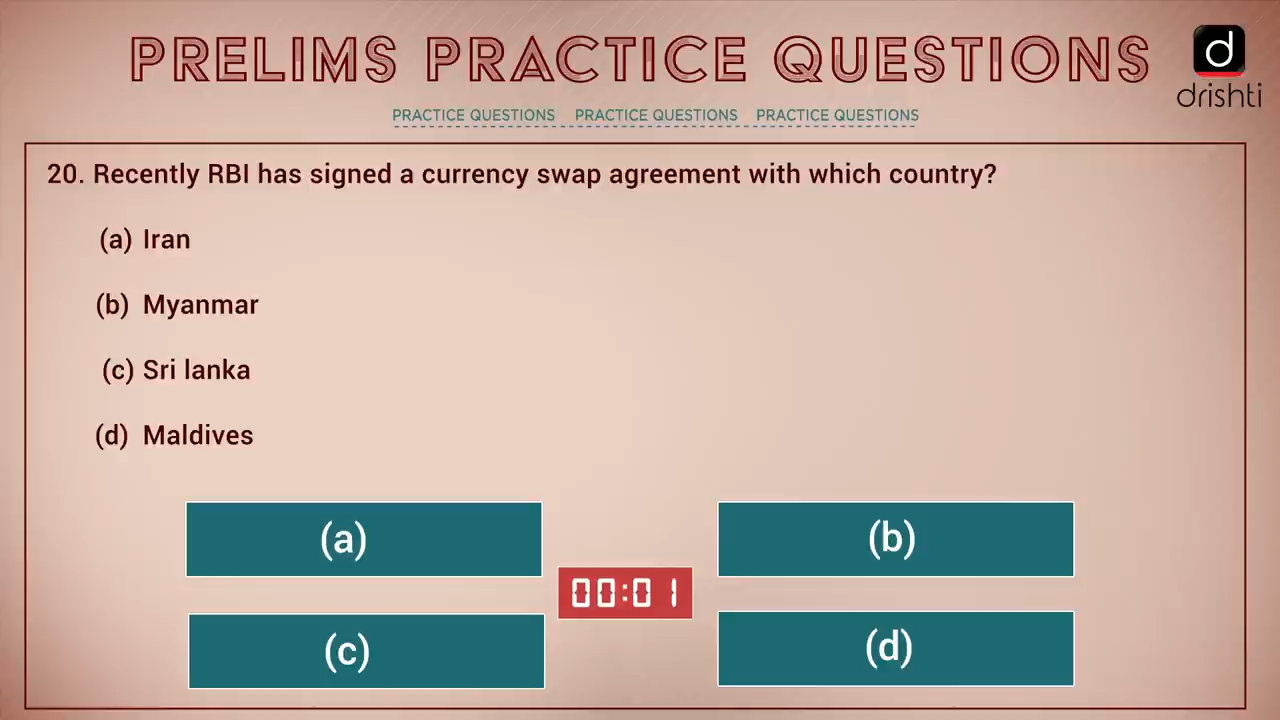 PRELIMS PRACTICE QUESTIONS
d
drishti
PRACTICE QUESTIONS PRACTICE QUESTIONS PRACTICE QUESTIONS
20. Recently RBI has signed a currency swap agreement with which country?
(a) Iran
(b) Myanmar
(c) Sri lanka
(d) Maldives
(a)
(b)
00:01
(c)
(d)